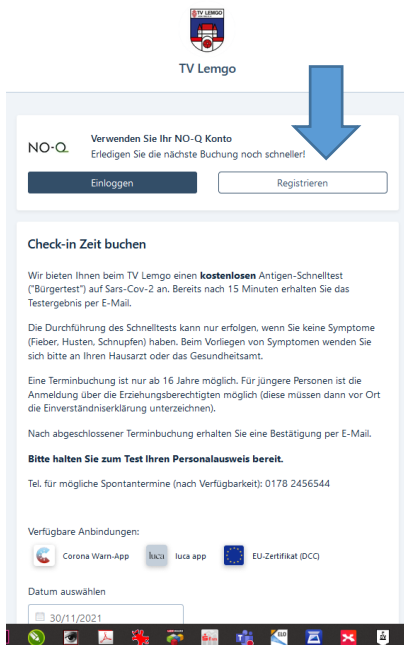 TV LEMGO
TV Lemgo
NO-Q
Verwenden Sie Ihr NO-Q Konto
Erledigen Sie die nächste Buchung noch schneller!
Einloggen
Registrieren
Check-in Zeit buchen
Wir bieten Ihnen beim TV Lemgo einen kostenlosen Antigen-Schnelltest
("Bürgertest") auf Sars-Cov-2 an. Bereits nach 15 Minuten erhalten Sie das
Testergebnis per E-Mail.
Die Durchführung des Schnelltests kann nur erfolgen, wenn Sie keine Symptome
(Fieber, Husten, Schnupfen) haben. Beim Vorliegen von Symptomen wenden Sie
sich bitte an Ihren Hausarzt oder das Gesundheitsamt.
Eine Terminbuchung ist nur ab 16 Jahre möglich. Für jüngere Personen ist die
Anmeldung über die Erziehungsberechtigten möglich (diese müssen dann vor Ort
die Einverständniserklärung unterzeichnen).
Nach abgeschlossener Terminbuchung erhalten Sie eine Bestätigung per E-Mail.
Bitte halten Sie zum Test Ihren Personalausweis bereit.
Tel. für mögliche Spontantermine (nach Verfügbarkeit): 0178 2456544
Verfügbare Anbindungen:
Corona Warn-App
luca
luca app
EU-Zertifikat (DCC)
Datum auswählen
30/11/2021